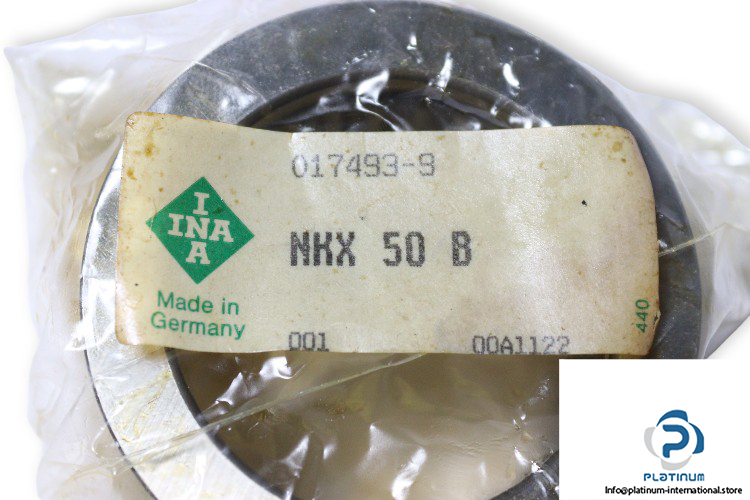 017493-9
I
INA
A
NKX 50 B
Made in
Germany
001
00A1122
440
PLATINUM
Info@platinum-international.store